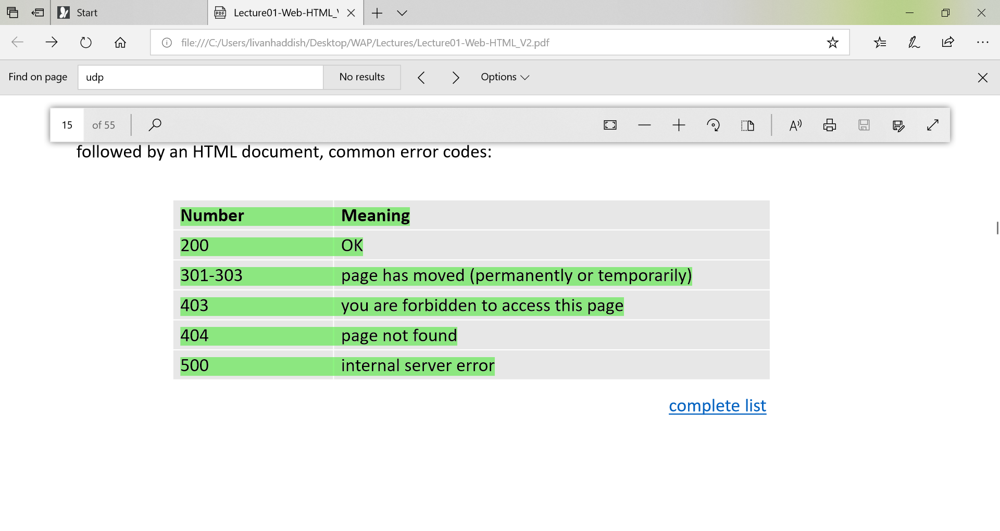 Start
Lecture01-Web-HTML_V
file:///C:/Users/livanhaddish/Desktop/WAP/Lectures/Lecture01-Web-HTML_V2.pdf
Find on page udp No results Options
15 of 55
followed by an HTML document, common error codes:
Number Meaning
200 OK
301-303 page has moved (permanently or temporarily)
403 you are forbidden to access this page
404 page not found
500 internal server error
complete list